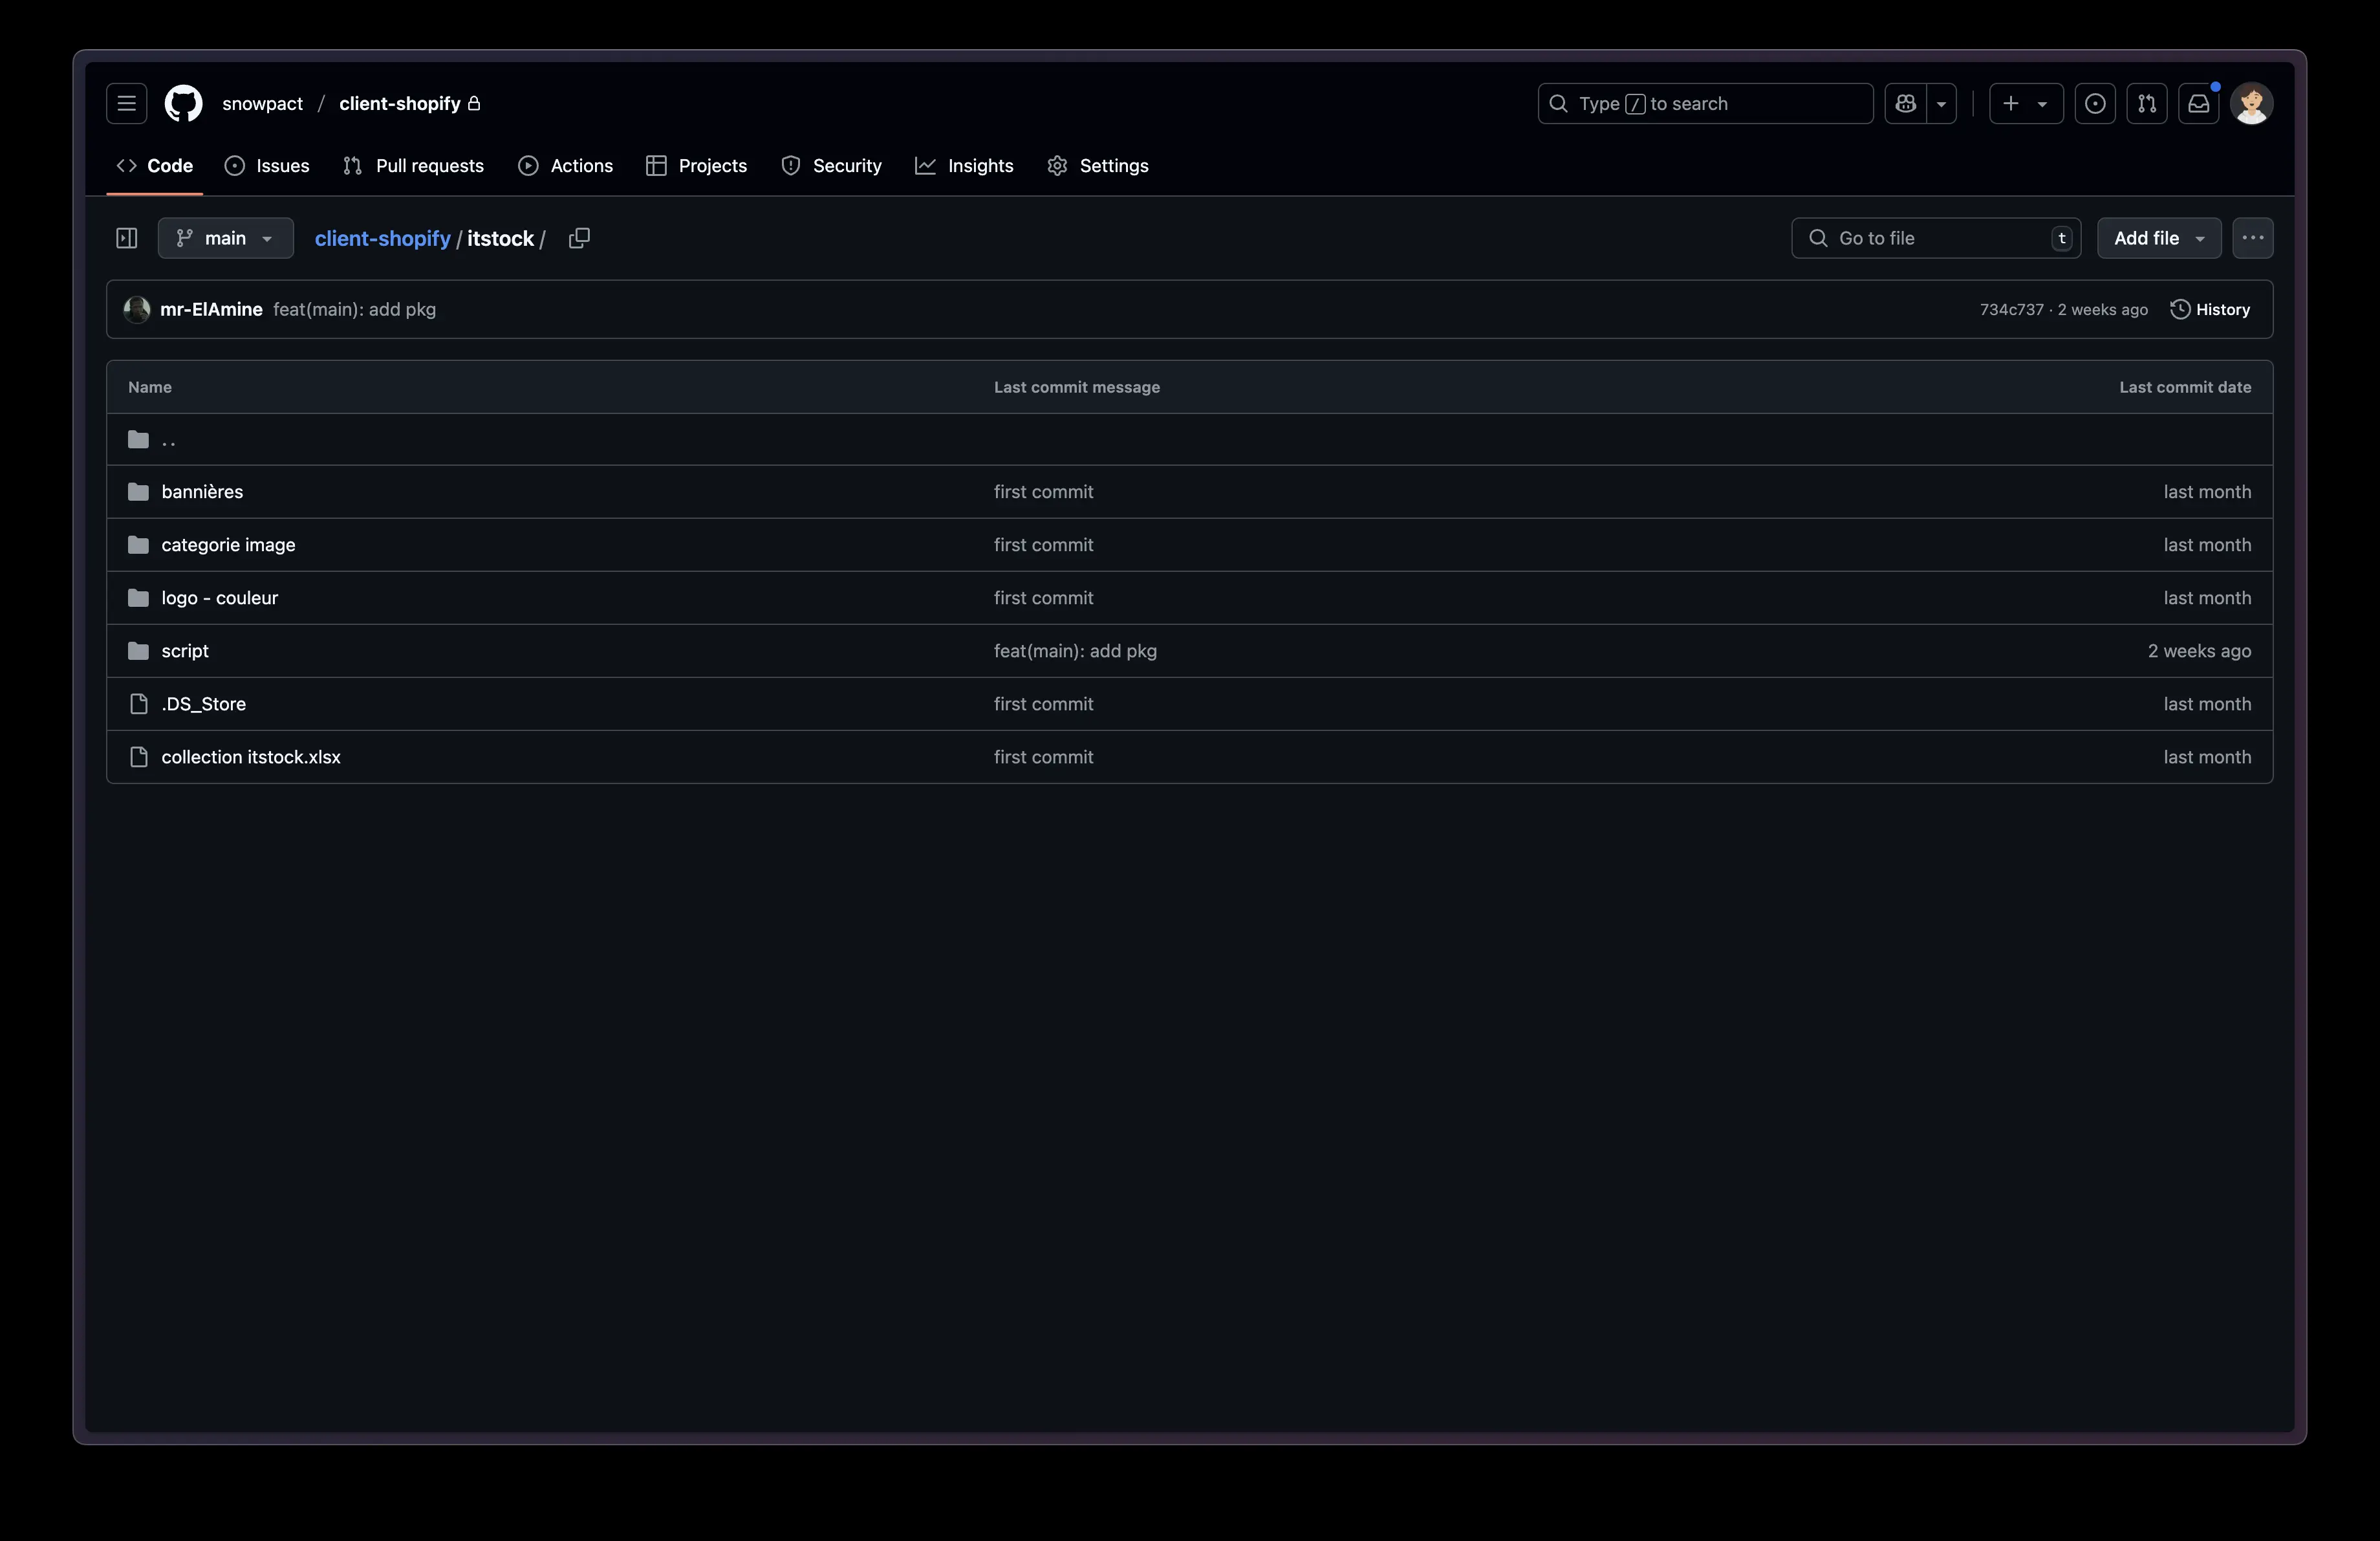 snowpact / client-shopify
Type / to search
Code Issues Pull requests Actions Projects Security Insights Settings
main client-shopify / itstock /
Go to file t Add file
mr-ElAmine feat(main): add pkg 734c737 · 2 weeks ago History
Name Last commit message Last commit date
..
bannières first commit last month
categorie image first commit last month
logo - couleur first commit last month
script feat(main): add pkg 2 weeks ago
.DS_Store first commit last month
collection itstock.xlsx first commit last month